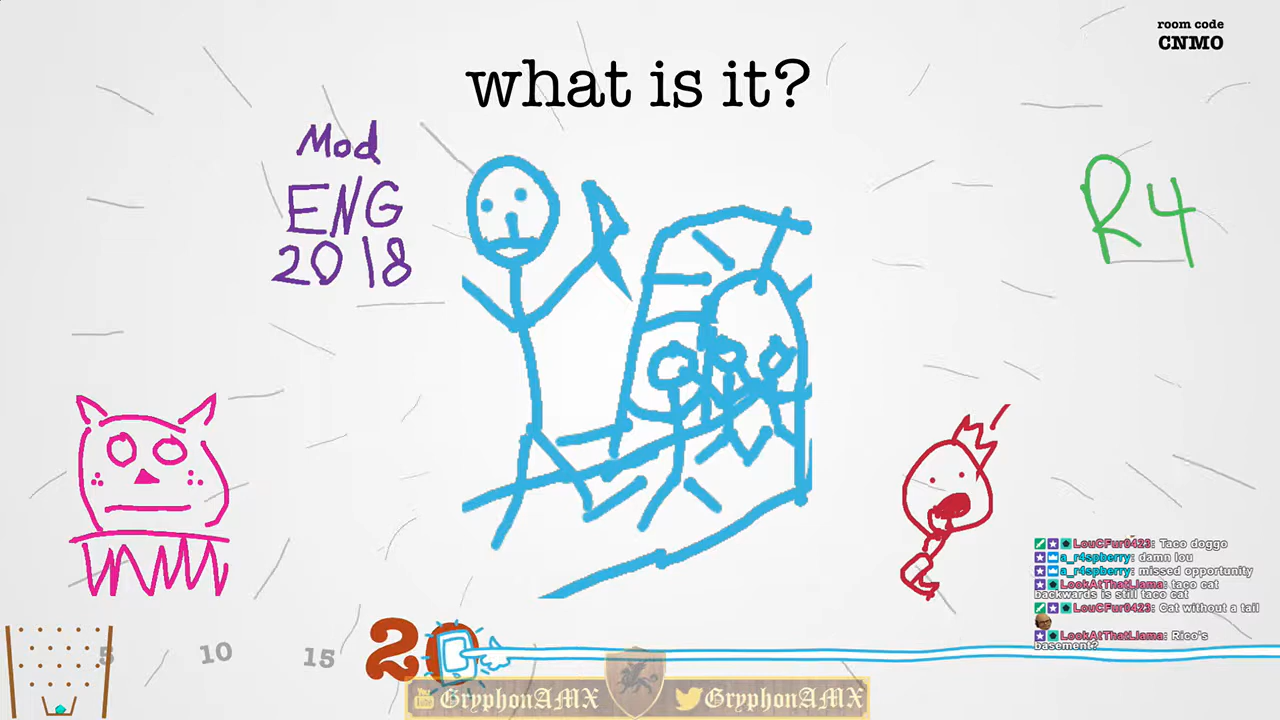 room code
CNMO
what is it?
Mod
ENG
2018
R4
LouCFur0423: Taco doggo
a_r4spberry: damn lou
a_r4spberry: missed opportunity
LookAtThatLlama: taco cat
backwards is still taco cat
LouCFur0423: Cat without a tail
LookAtThatLlama: Rico's
basement?
5 10 15 20
GryphonAMX GryphonAMX